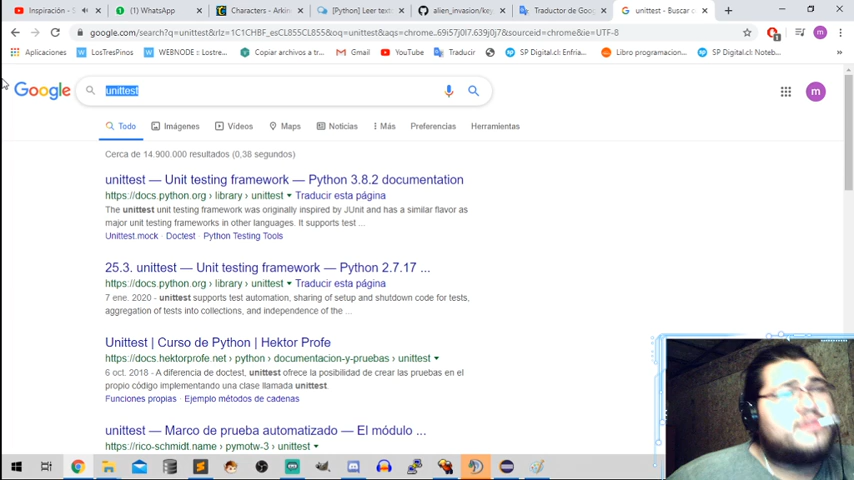 Inspiración - S
(1) WhatsApp
Characters - Arkin
[Python] Leer texto
alien_invasion/key
Traductor de Goog
unittest - Buscar c
google.com/search?q=unittest&rlz=1C1CHBF_esCL855CL855&oq=unittest&aqs=chrome..69i57j0l7.639j0j7&sourceid=chrome&ie=UTF-8
Aplicaciones
LosTresPinos
WEBNODE :: Lostre...
Copiar archivos a tr...
Gmail
YouTube
Traducir
SP Digital.cl: Enfria...
Libro programacion...
SP Digital.cl: Noteb...
Google
unittest
Todo
Imágenes
Vídeos
Maps
Noticias
Más
Preferencias
Herramientas
Cerca de 14.900.000 resultados (0,38 segundos)
unittest — Unit testing framework — Python 3.8.2 documentation
https://docs.python.org › library › unittest ▾ Traducir esta página
The unittest unit testing framework was originally inspired by JUnit and has a similar flavor as
major unit testing frameworks in other languages. It supports test ...
Unittest.mock · Doctest · Python Testing Tools
25.3. unittest — Unit testing framework — Python 2.7.17 ...
https://docs.python.org › library › unittest ▾ Traducir esta página
7 ene. 2020 - unittest supports test automation, sharing of setup and shutdown code for tests,
aggregation of tests into collections, and independence of the ...
Unittest | Curso de Python | Hektor Profe
https://docs.hektorprofe.net › python › documentacion-y-pruebas › unittest ▾
6 oct. 2018 - A diferencia de doctest, unittest ofrece la posibilidad de crear las pruebas en el
propio código implementando una clase llamada unittest.
Funciones propias · Ejemplo métodos de cadenas
unittest — Marco de prueba automatizado — El módulo ...
https://rico-schmidt.name › pymotw-3 › unittest ▾